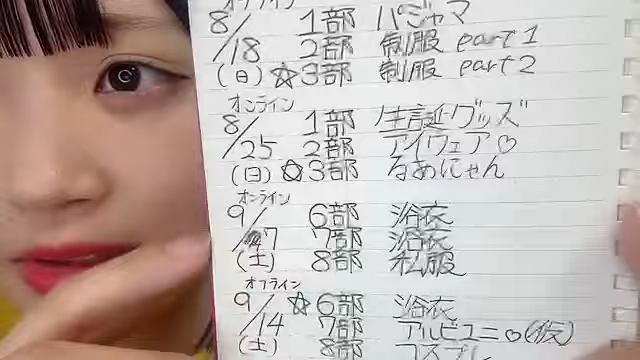 オンライン
8/ 1部 パジャマ
/18 2部 制服 part 1
(日) ☆3部 制服 part 2
オンライン
8/ 1部 生誕グッズ
/25 2部 アイウェア♡
(日) ☆3部 るあにゃん
オンライン
9/ 6部 浴衣
/7 7部 浴衣
(土) 8部 私服
オフライン
9/ ☆6部 浴衣
/14 7部 アルビユニ♡(仮)
(土) 8部 コスプレ